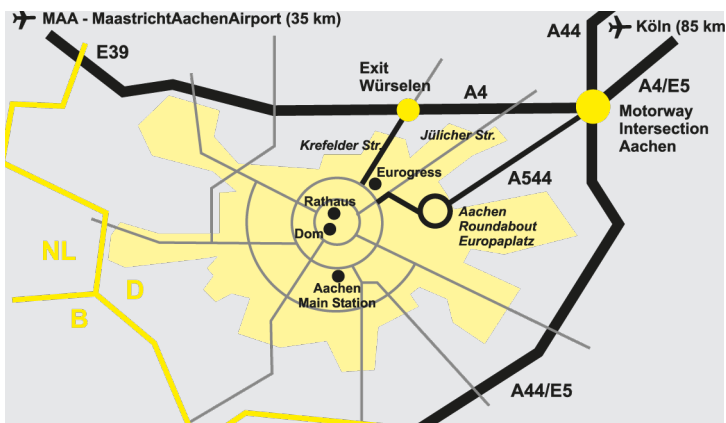 MAA - MaastrichtAachenAirport (35 km)
A44
Köln (85 km
E39
Exit
Würselen
A4
A4/E5
Motorway
Intersection
Aachen
Krefelder Str.
Jülicher Str.
Eurogress
A544
Rathaus
Dom
Aachen
Roundabout
Europaplatz
NL
D
B
Aachen
Main Station
A44/E5